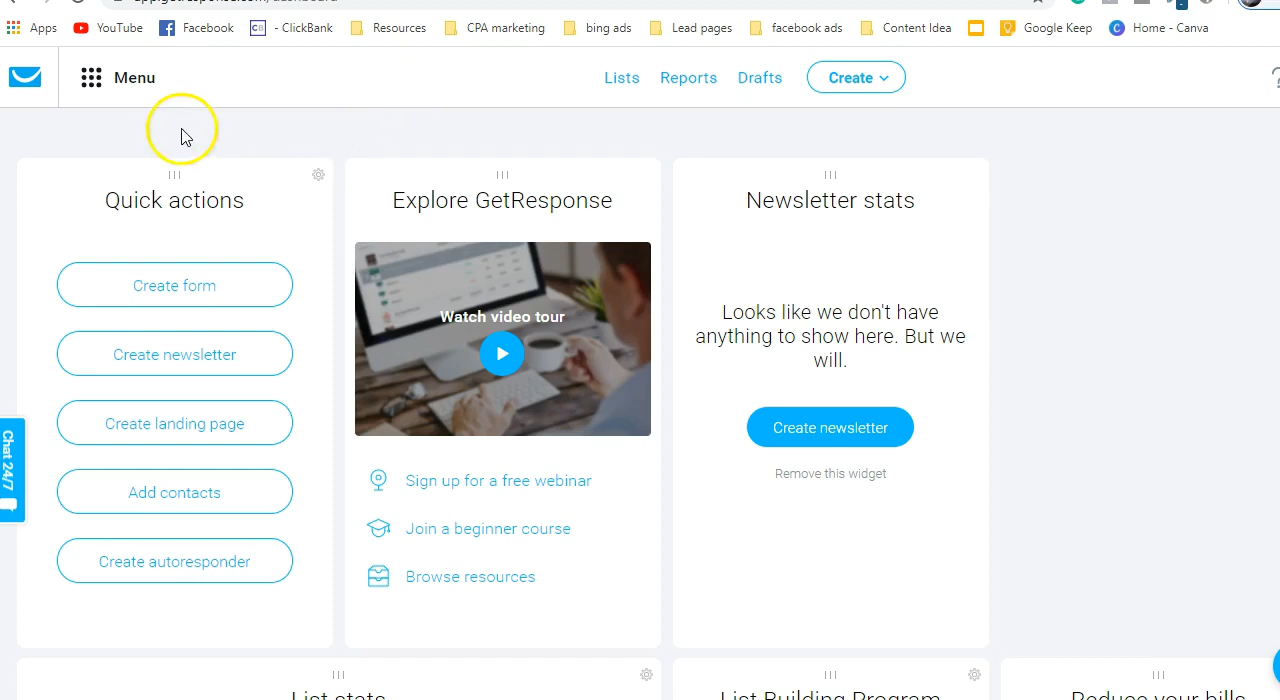 Apps YouTube Facebook CB - ClickBank Resources CPA marketing bing ads Lead pages facebook ads Content Idea Google Keep C Home - Canva
Menu Lists Reports Drafts Create
Quick actions
Create form
Create newsletter
Create landing page
Add contacts
Create autoresponder
Explore GetResponse
Watch video tour
Sign up for a free webinar
Join a beginner course
Browse resources
Newsletter stats
Looks like we don't have
anything to show here. But we
will.
Create newsletter
Remove this widget
Chat 24/7
List stats
List Building Program
Reduce your bills